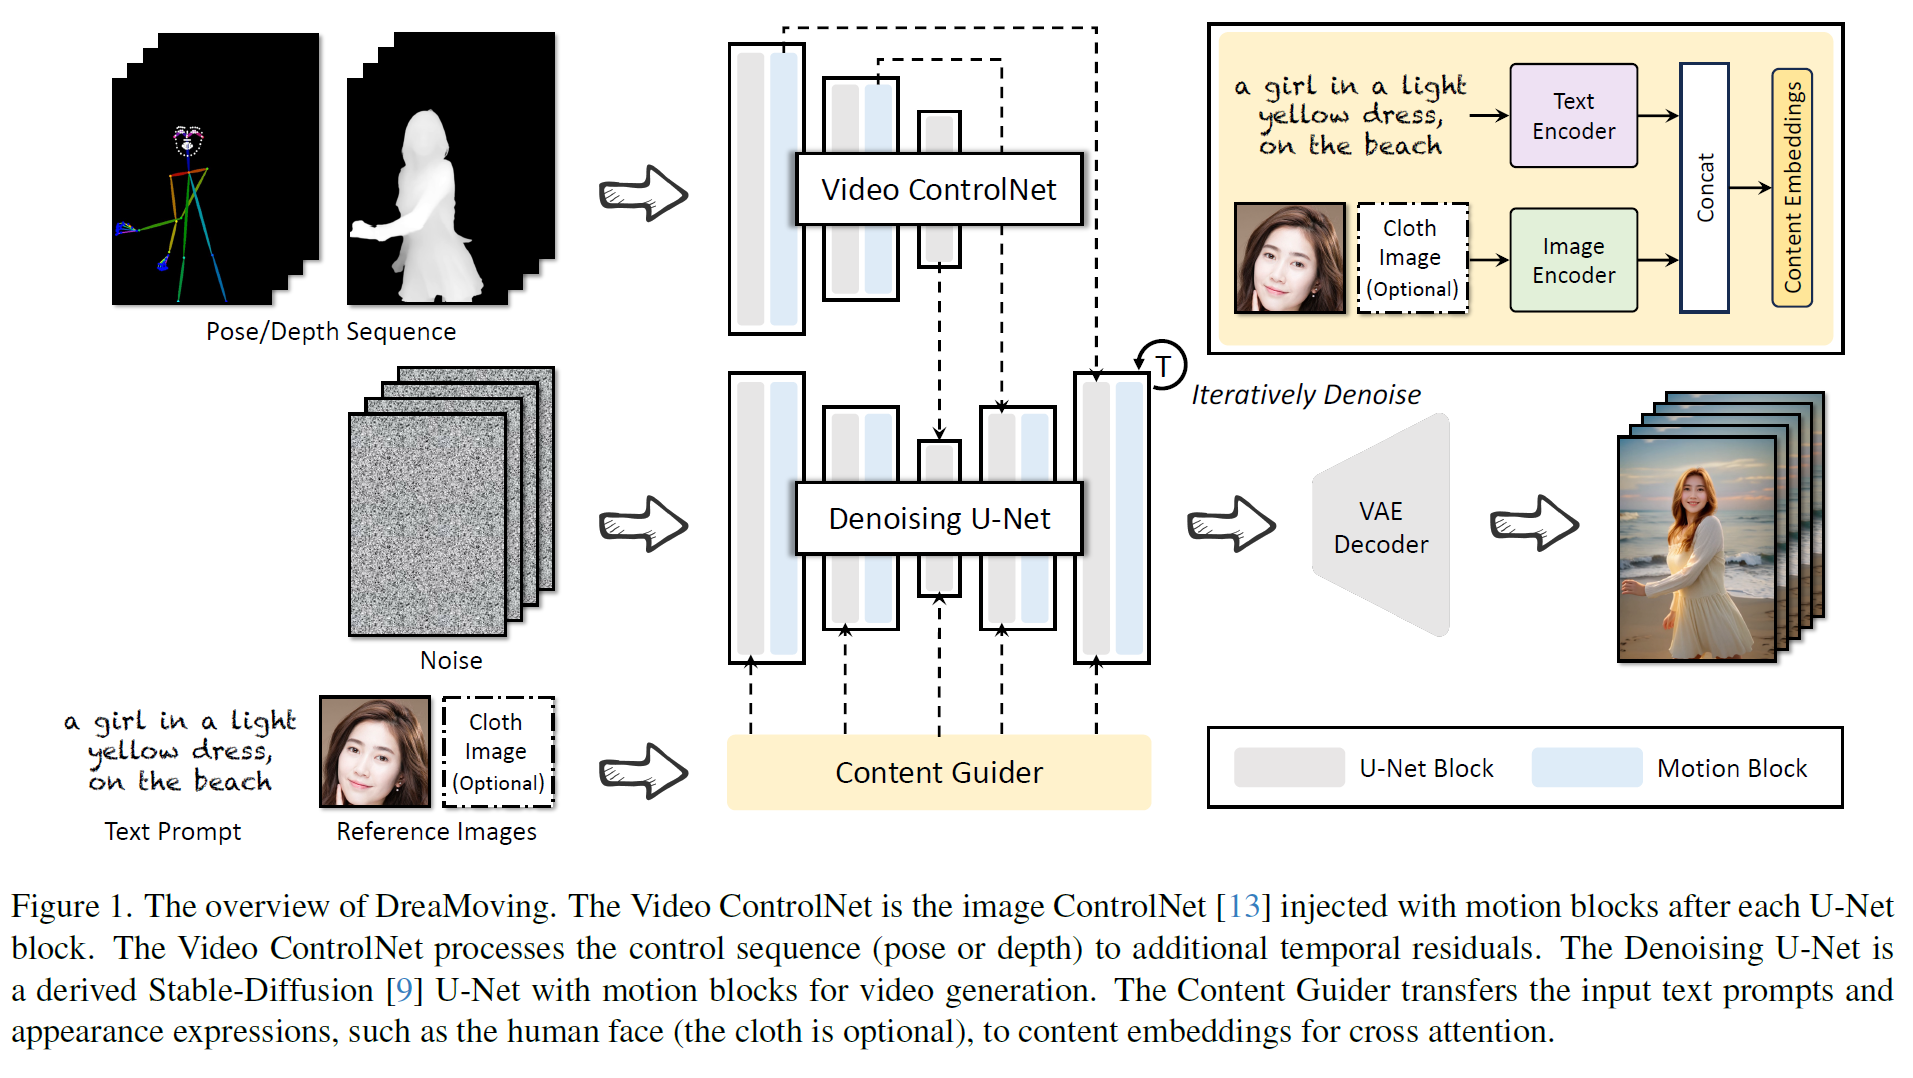 Pose/Depth Sequence
Video ControlNet
a girl in a light
yellow dress,
on the beach
Text
Encoder
Cloth
Image
(Optional)
Image
Encoder
Concat
Content Embeddings
Noise
Denoising U-Net
T
Iteratively Denoise
VAE
Decoder
a girl in a light
yellow dress,
on the beach
Text Prompt
Cloth
Image
(Optional)
Reference Images
Content Guider
U-Net Block
Motion Block
Figure 1. The overview of DreaMoving. The Video ControlNet is the image ControlNet [13] injected with motion blocks after each U-Net
block. The Video ControlNet processes the control sequence (pose or depth) to additional temporal residuals. The Denoising U-Net is
a derived Stable-Diffusion [9] U-Net with motion blocks for video generation. The Content Guider transfers the input text prompts and
appearance expressions, such as the human face (the cloth is optional), to content embeddings for cross attention.